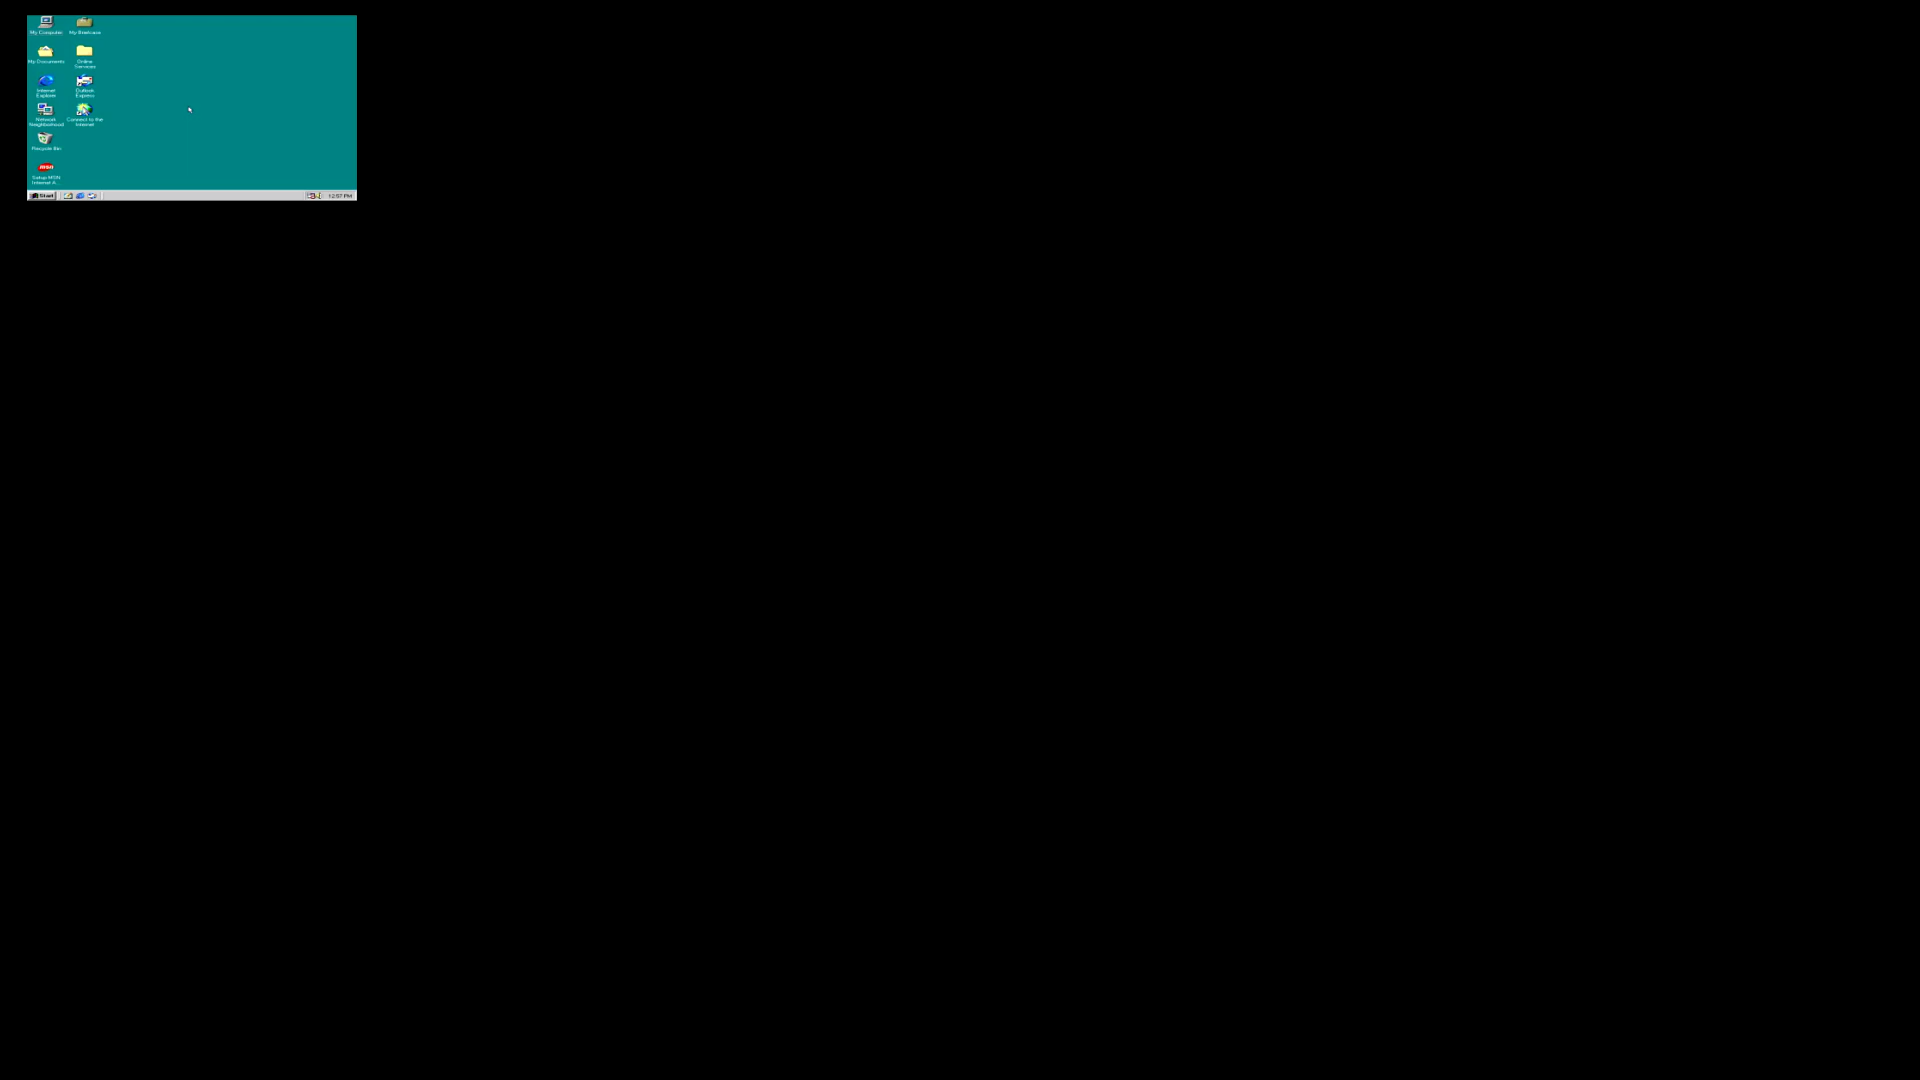 My Computer
My Briefcase
My Documents
Online
Services
Internet
Explorer
Outlook
Express
Network
Neighborhood
Connect to the
Internet
Recycle Bin
msn
Setup MSN
Internet A...
Start
12:57 PM